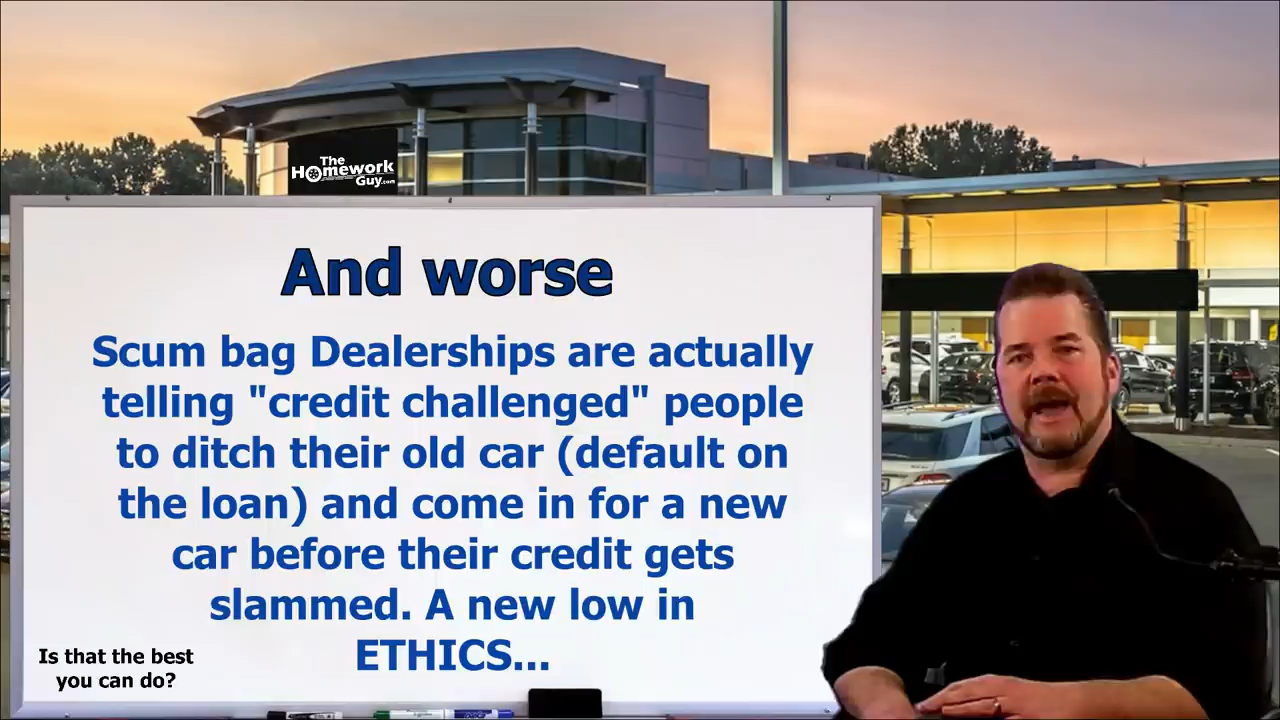 The
Homework
Guy.com
And worse
Scum bag Dealerships are actually
telling "credit challenged" people
to ditch their old car (default on
the loan) and come in for a new
car before their credit gets
slammed. A new low in
ETHICS...
Is that the best
you can do?